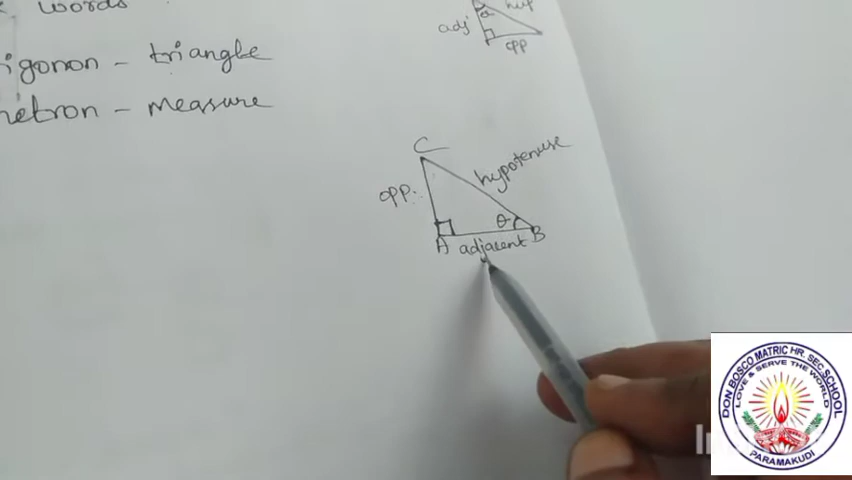 words
adj θ hyp
opp
igonon - triangle
metron - measure
C
opp.
hypotenuse
θ
A adjacent B
DON BOSCO MATRIC HR. SEC SCHOOL
LOVE & SERVE THE WORLD
PARAMAKUDI